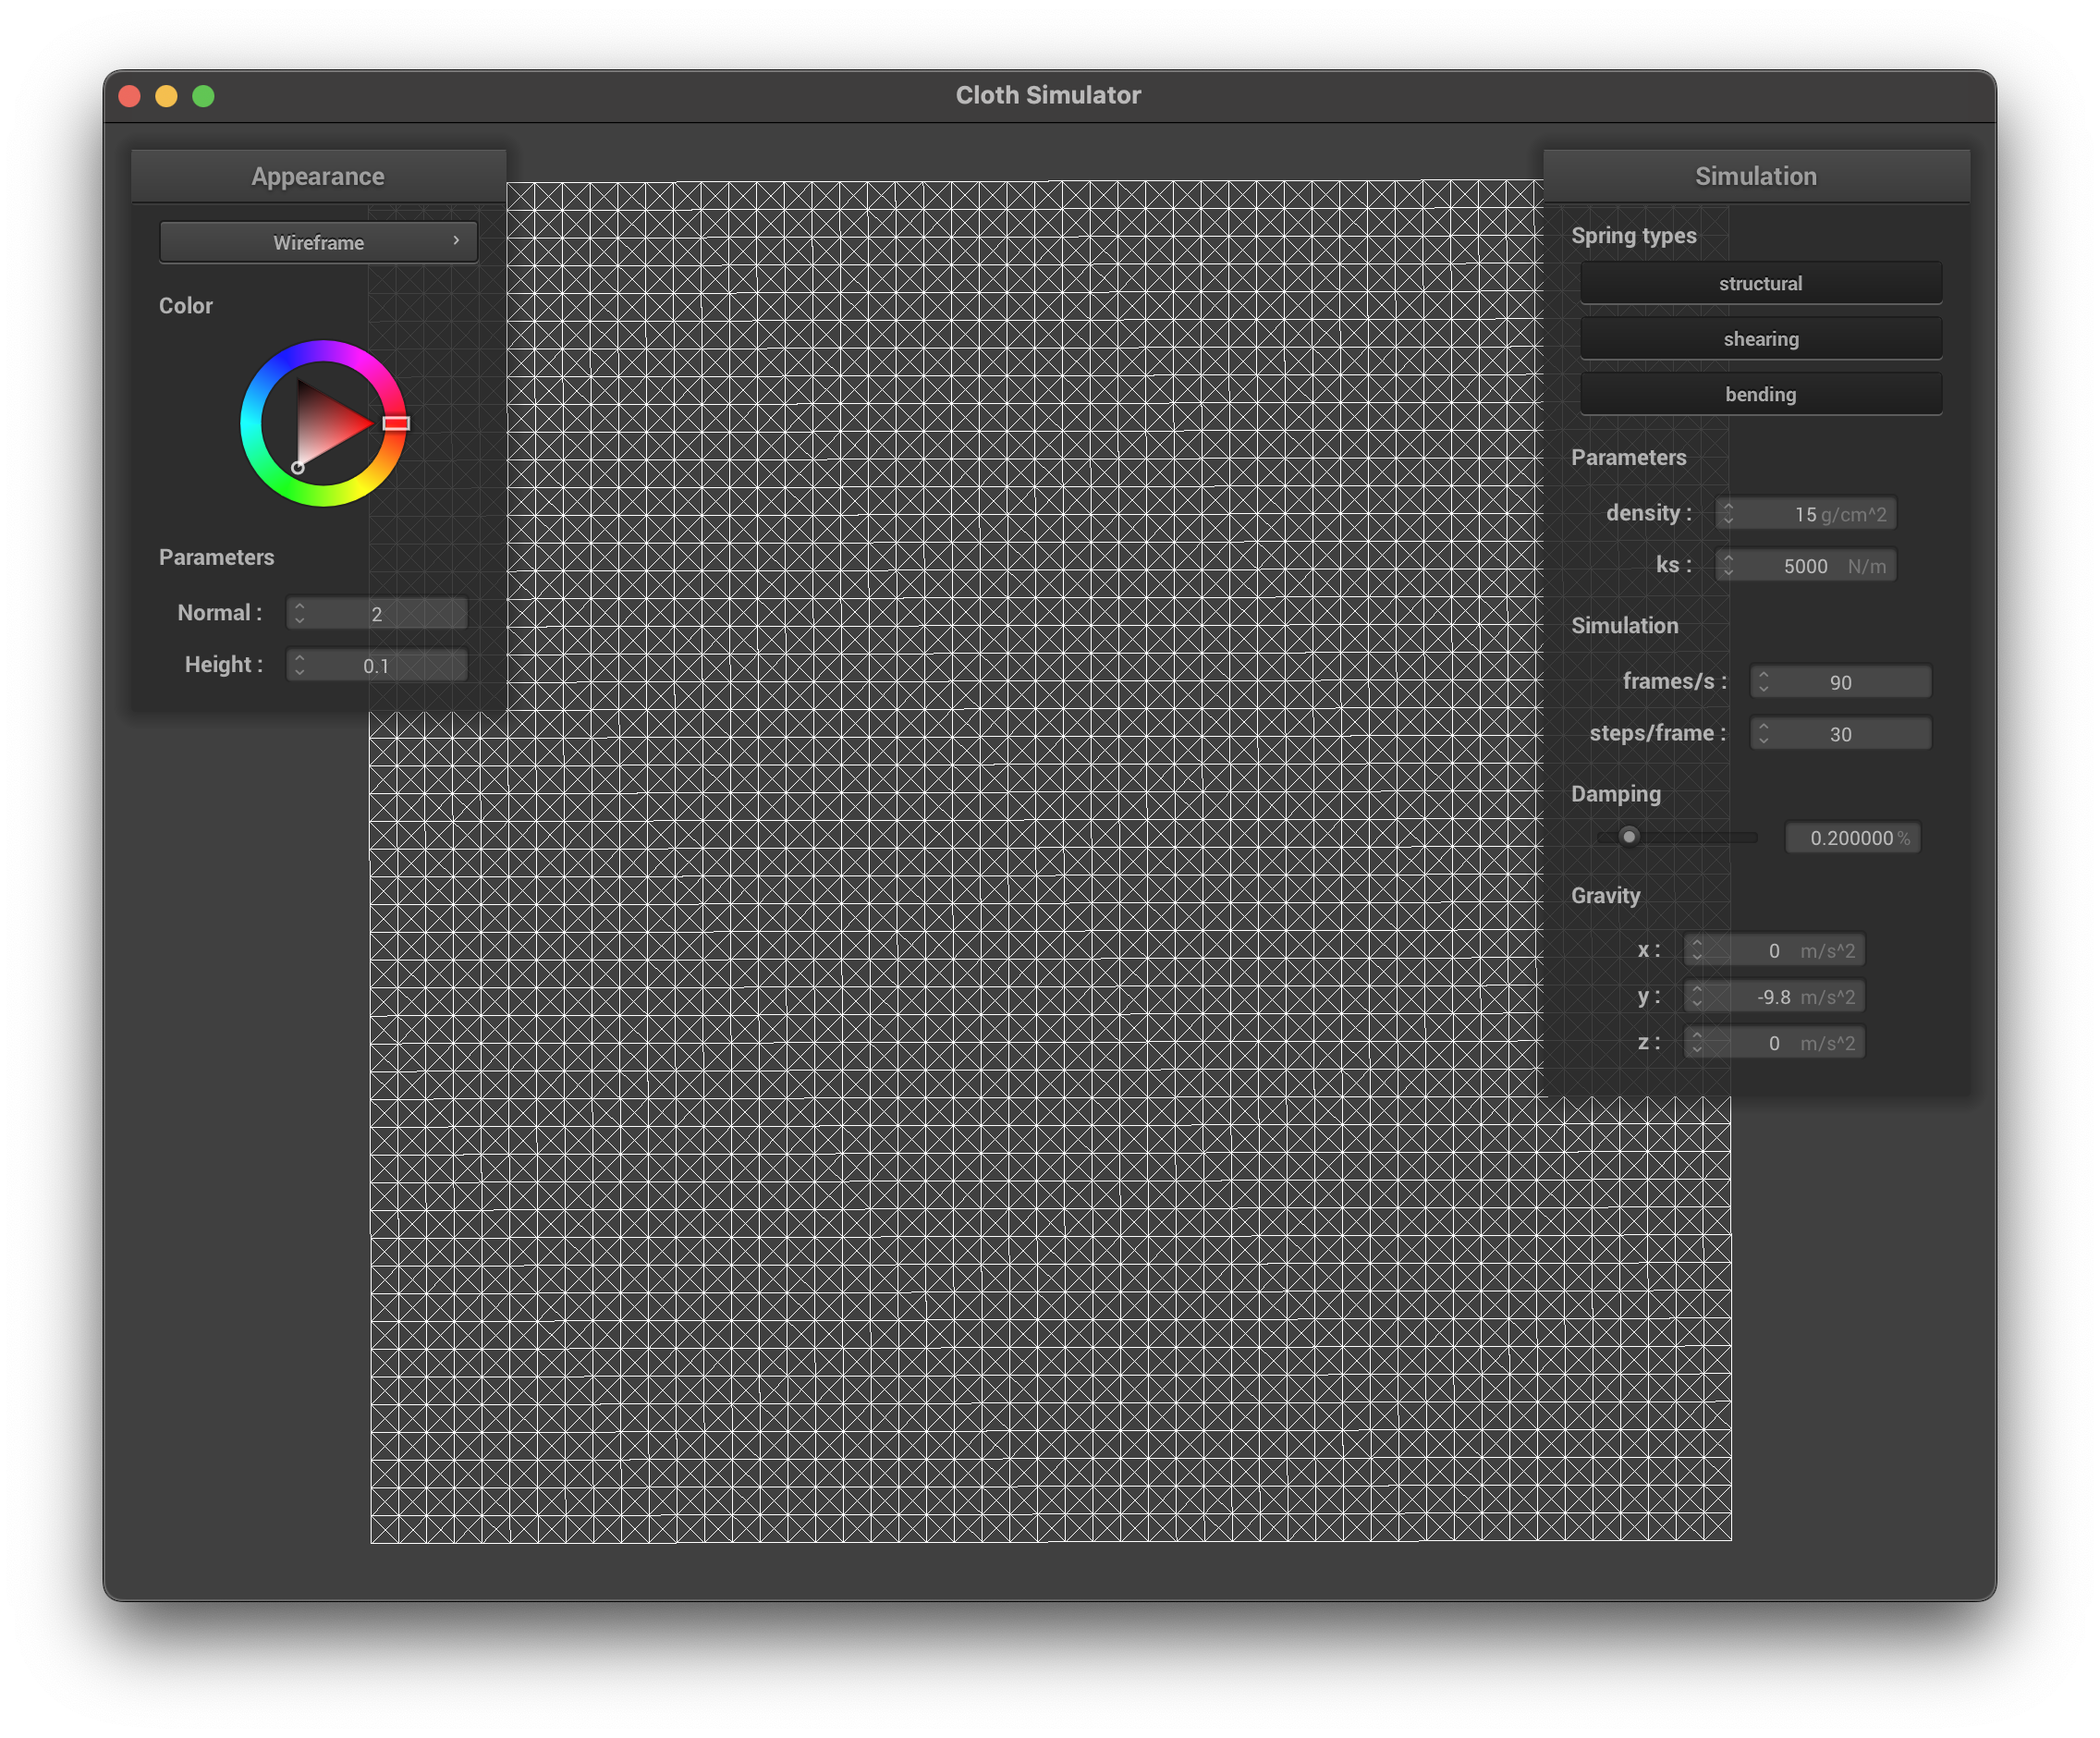 Cloth Simulator
Appearance
Wireframe
Color
Parameters
Normal : 2
Height : 0.1
Simulation
Spring types
structural
shearing
bending
Parameters
density : 15 g/cm^2
ks : 5000 N/m
Simulation
frames/s : 90
steps/frame : 30
Damping
0.200000 %
Gravity
x : 0 m/s^2
y : -9.8 m/s^2
z : 0 m/s^2